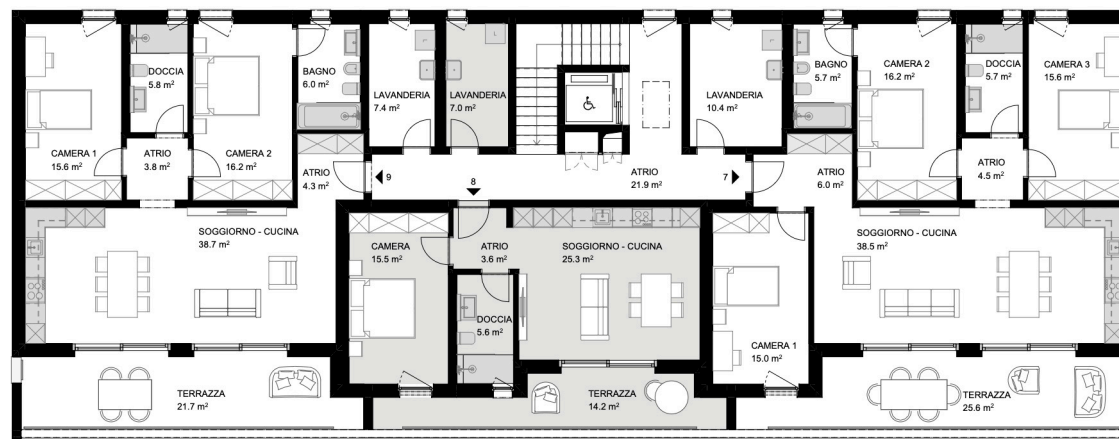 CAMERA 1
15.6 m²
DOCCIA
5.8 m²
ATRIO
3.8 m²
CAMERA 2
16.2 m²
BAGNO
6.0 m²
ATRIO
4.3 m²
LAVANDERIA
7.4 m²
LAVANDERIA
7.0 m²
9
8
ATRIO
21.9 m²
7
LAVANDERIA
10.4 m²
BAGNO
5.7 m²
ATRIO
6.0 m²
CAMERA 2
16.2 m²
DOCCIA
5.7 m²
ATRIO
4.5 m²
CAMERA 3
15.6 m²
SOGGIORNO - CUCINA
38.7 m²
CAMERA
15.5 m²
ATRIO
3.6 m²
DOCCIA
5.6 m²
SOGGIORNO - CUCINA
25.3 m²
CAMERA 1
15.0 m²
SOGGIORNO - CUCINA
38.5 m²
TERRAZZA
21.7 m²
TERRAZZA
14.2 m²
TERRAZZA
25.6 m²